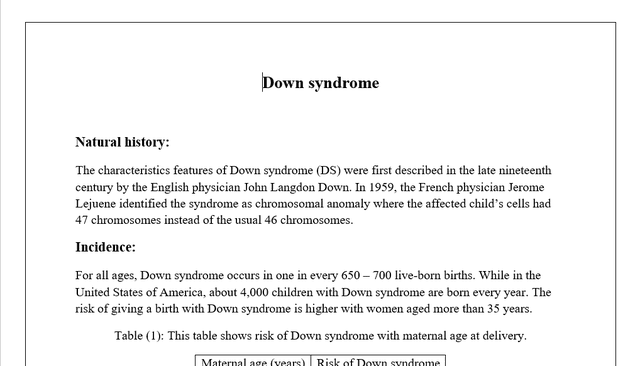 Down syndrome
Natural history:
The characteristics features of Down syndrome (DS) were first described in the late nineteenth
century by the English physician John Langdon Down. In 1959, the French physician Jerome
Lejuene identified the syndrome as chromosomal anomaly where the affected child's cells had
47 chromosomes instead of the usual 46 chromosomes.
Incidence:
For all ages, Down syndrome occurs in one in every 650 – 700 live-born births. While in the
United States of America, about 4,000 children with Down syndrome are born every year. The
risk of giving a birth with Down syndrome is higher with women aged more than 35 years.
Table (1): This table shows risk of Down syndrome with maternal age at delivery.
Maternal age (years) Risk of Down syndrome